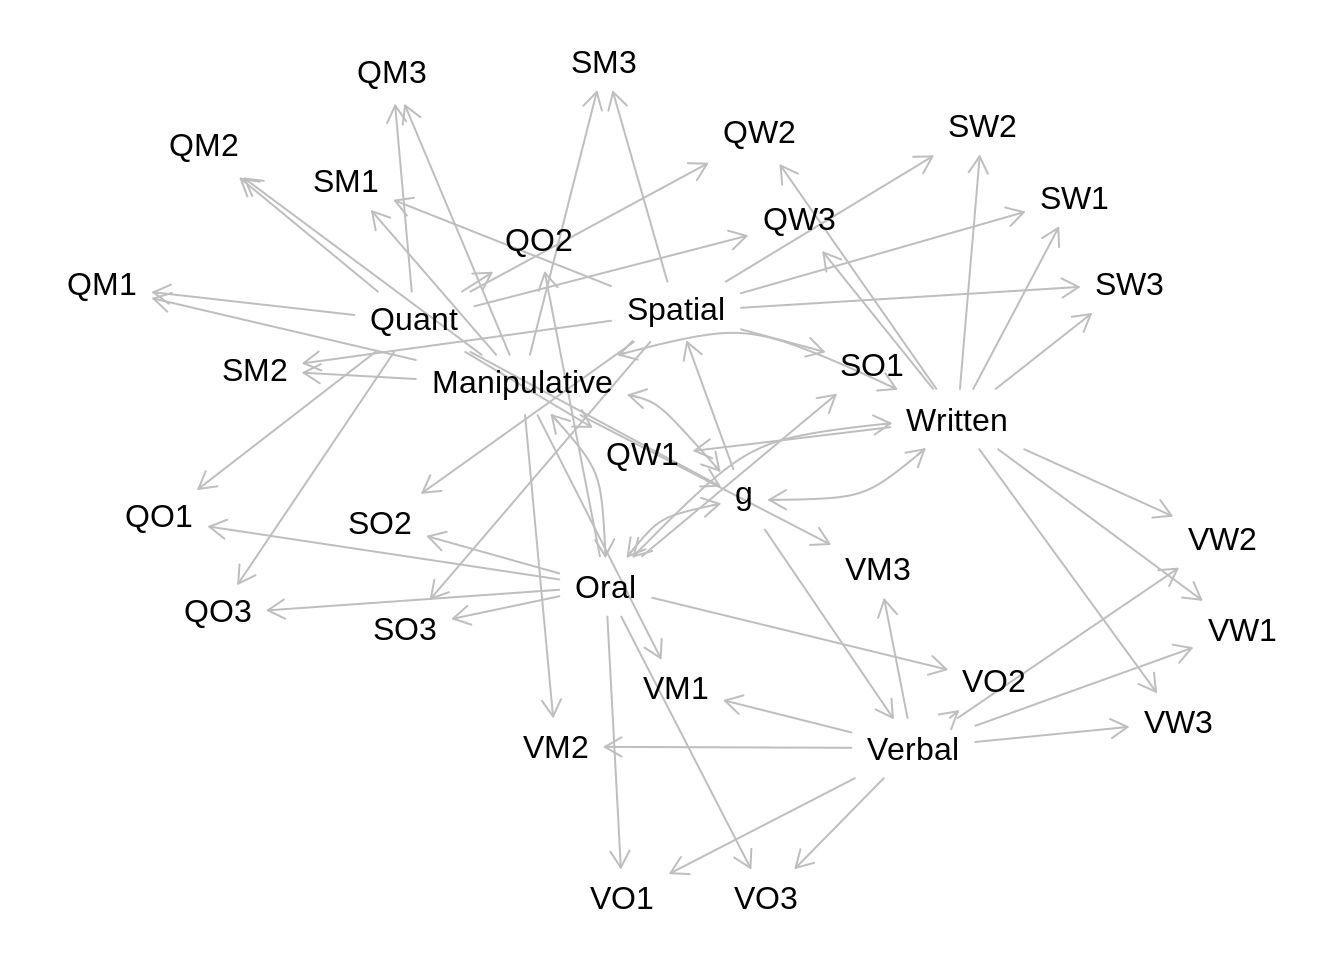 SM3
QM3
SW2
QW2
QM2
SM1
SW1
QW3
QO2
QM1
SW3
Spatial
Quant
SO1
SM2
Manipulative
Written
QW1
g
QO1
SO2
VW2
VM3
Oral
QO3
SO3
VW1
VO2
VM1
VW3
VM2
Verbal
VO1
VO3